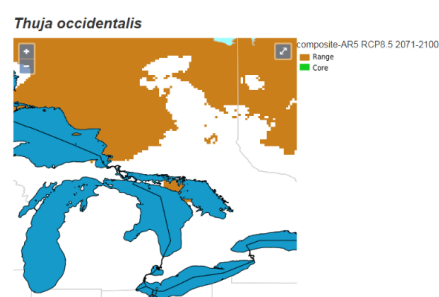 Thuja occidentalis
composite-AR5 RCP8.5 2071-2100
Range
Core
+
−